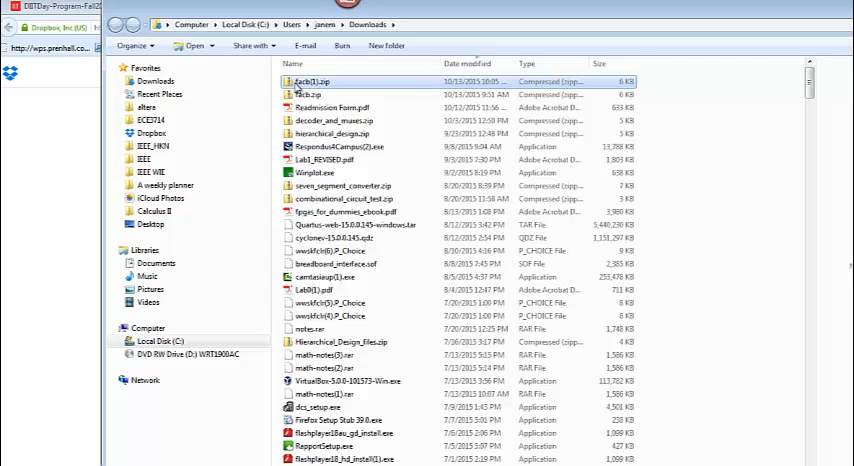 DBTDay-Program-Fall20
Dropbox, Inc (US)
http://wps.prenhall.co...
Computer ▸ Local Disk (C:) ▸ Users ▸ janem ▸ Downloads ▸
Organize Open Share with E-mail Burn New folder
Name Date modified Type Size
Favorites
Downloads
Recent Places
altera
ECE3714
Dropbox
IEEE_HKN
IEEE
IEEE WIE
A weekly planner
iCloud Photos
Calculus II
Desktop
Libraries
Documents
Music
Pictures
Videos
Computer
Local Disk (C:)
DVD RW Drive (D:) WRT1900AC
Network
facb(1).zip 10/13/2015 10:05 ... Compressed (zipp... 6 KB
facb.zip 10/13/2015 9:51 AM Compressed (zipp... 6 KB
Readmission Form.pdf 10/12/2015 11:56 ... Adobe Acrobat D... 633 KB
decoder_and_muxes.zip 10/3/2015 12:58 PM Compressed (zipp... 5 KB
hierarchical_design.zip 9/23/2015 12:48 PM Compressed (zipp... 5 KB
Respondus4Campus(2).exe 9/8/2015 9:04 AM Application 13,788 KB
Lab1_REVISED.pdf 9/3/2015 7:30 PM Adobe Acrobat D... 1,803 KB
Winplot.exe 9/2/2015 8:19 PM Application 638 KB
seven_segment_converter.zip 8/20/2015 8:39 PM Compressed (zipp... 7 KB
combinational_circuit_test.zip 8/20/2015 11:58 AM Compressed (zipp... 3 KB
fpgas_for_dummies_ebook.pdf 8/13/2015 1:08 PM Adobe Acrobat D... 3,980 KB
Quartus-web-15.0.0.145-windows.tar 8/12/2015 3:42 PM TAR File 5,440,230 KB
cyclonev-15.0.0.145.qdz 8/12/2015 2:54 PM QDZ File 1,151,297 KB
wwskfclr(6).P_Choice 8/10/2015 4:16 PM P_CHOICE File 9 KB
breadboard_interface.sof 8/9/2015 7:45 PM SOF File 2,385 KB
camtasiaup(1).exe 8/5/2015 4:37 PM Application 253,478 KB
Lab0(1).pdf 8/4/2015 12:47 PM Adobe Acrobat D... 711 KB
wwskfclr(5).P_Choice 7/20/2015 1:00 PM P_CHOICE File 8 KB
wwskfclr(4).P_Choice 7/20/2015 1:00 PM P_CHOICE File 8 KB
notes.rar 7/20/2015 12:25 PM RAR File 1,748 KB
Hierarchical_Design_files.zip 7/16/2015 3:17 PM Compressed (zipp... 4 KB
math-notes(3).rar 7/13/2015 2:15 PM RAR File 1,586 KB
math-notes(2).rar 7/13/2015 2:14 PM RAR File 1,586 KB
VirtualBox-5.0.0-101573-Win.exe 7/13/2015 3:56 PM Application 113,782 KB
math-notes(1).rar 7/13/2015 10:07 AM RAR File 1,586 KB
dcs_setup.exe 7/9/2015 1:43 PM Application 4,501 KB
Firefox Setup Stub 39.0.exe 7/7/2015 5:01 PM Application 238 KB
flashplayer18au_gd_install.exe 7/6/2015 2:06 PM Application 1,099 KB
RapportSetup.exe 7/5/2015 5:07 PM Application 427 KB
flashplayer18_hd_install(1).exe 7/1/2015 2:19 PM Application 1,099 KB